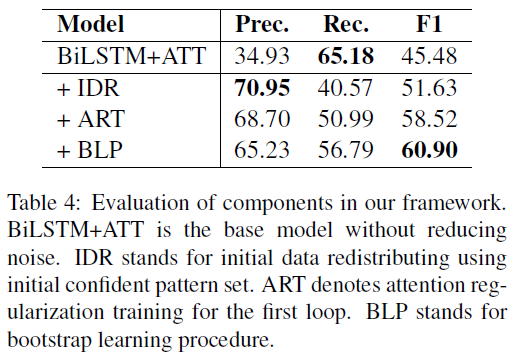 Model Prec. Rec. F1
BiLSTM+ATT 34.93 65.18 45.48
+ IDR 70.95 40.57 51.63
+ ART 68.70 50.99 58.52
+ BLP 65.23 56.79 60.90
Table 4: Evaluation of components in our framework.
BiLSTM+ATT is the base model without reducing
noise. IDR stands for initial data redistributing using
initial confident pattern set. ART denotes attention reg-
ularization training for the first loop. BLP stands for
bootstrap learning procedure.